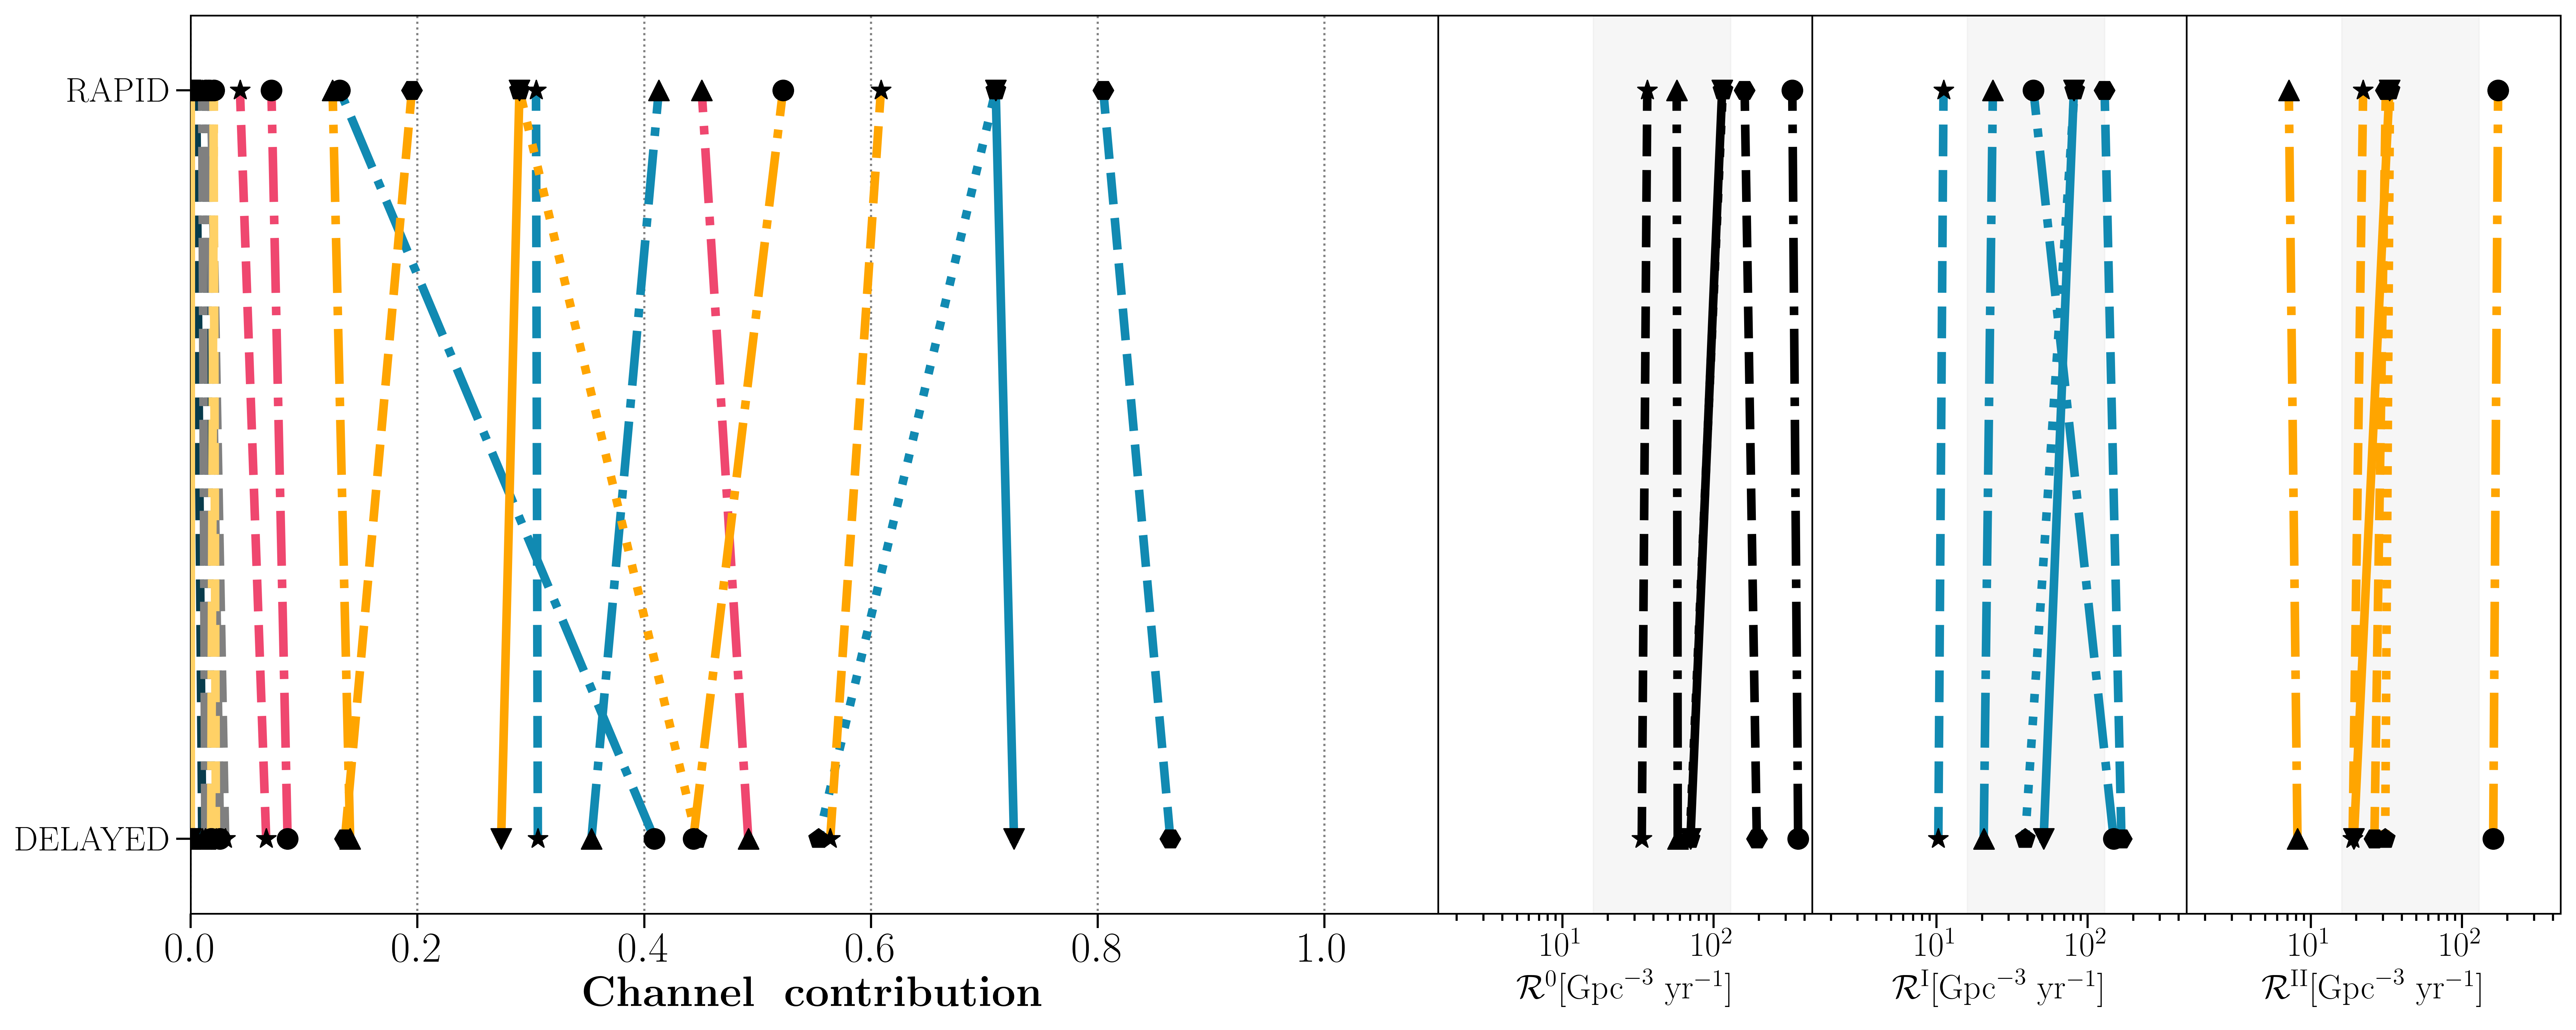 RAPID
DELAYED
0.0 0.2 0.4 0.6 0.8 1.0
Channel contribution
10¹ 10²
ℛ⁰[Gpc⁻³ yr⁻¹]
10¹ 10²
ℛᴵ[Gpc⁻³ yr⁻¹]
10¹ 10²
ℛᴵᴵ[Gpc⁻³ yr⁻¹]